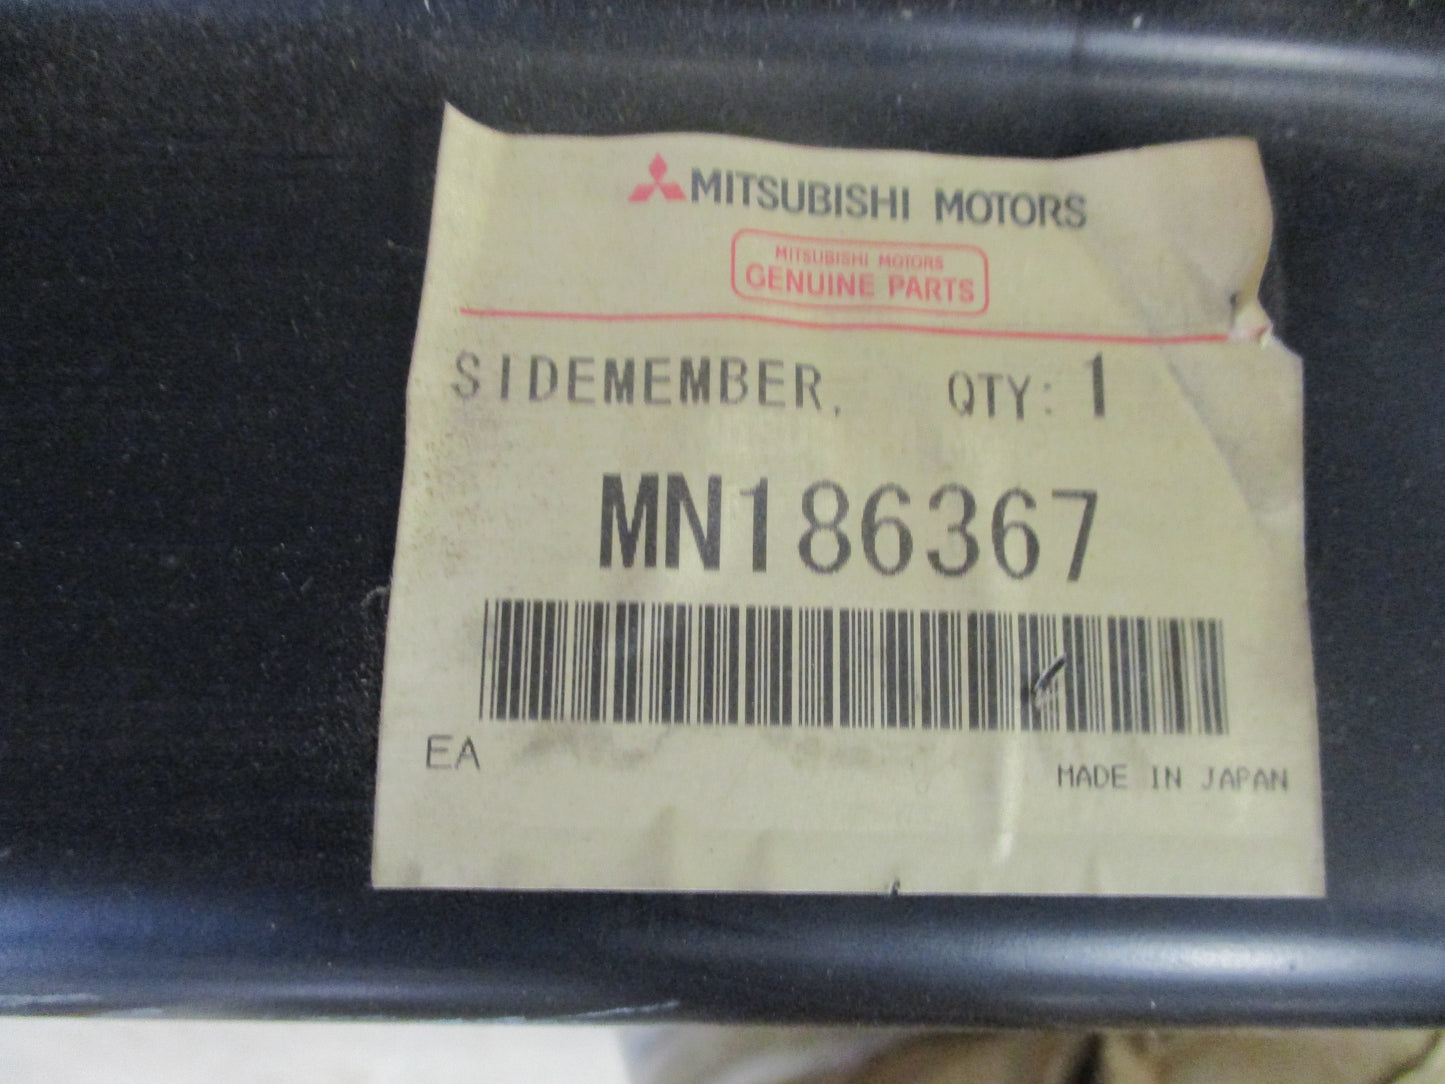 MITSUBISHI MOTORS
MITSUBISHI MOTORS
GENUINE PARTS
SIDEMEMBER, QTY: 1
MN186367
EA
MADE IN JAPAN